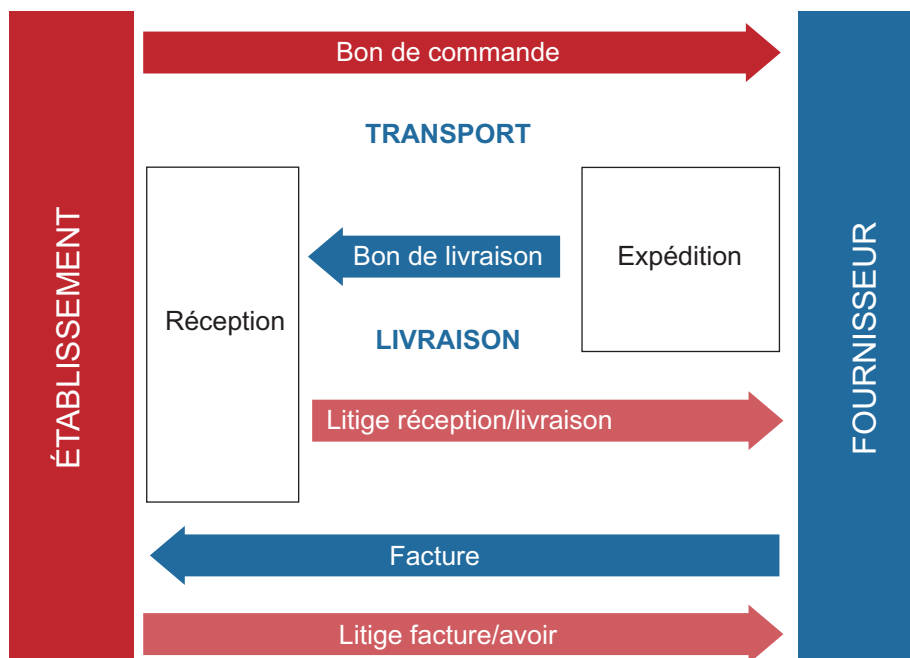 Bon de commande
TRANSPORT
ÉTABLISSEMENT
Réception
Bon de livraison
Expédition
FOURNISSEUR
LIVRAISON
Litige réception/livraison
Facture
Litige facture/avoir